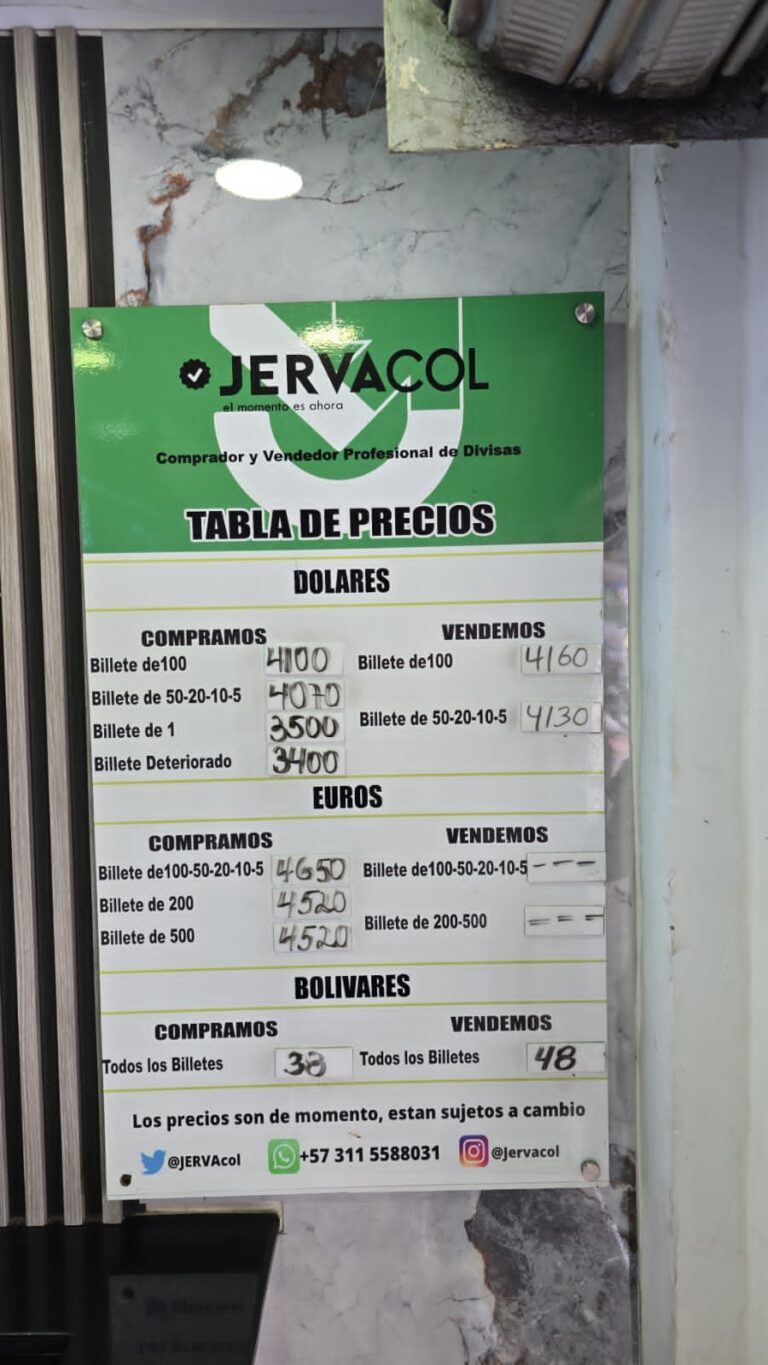 JERVACOL
el momento es ahora
Comprador y Vendedor Profesional de Divisas
TABLA DE PRECIOS
DOLARES
COMPRAMOS VENDEMOS
Billete de100 4100 Billete de100 4160
Billete de 50-20-10-5 4070
Billete de 50-20-10-5 4130
Billete de 1 3500
Billete Deteriorado 3400
EUROS
COMPRAMOS VENDEMOS
Billete de100-50-20-10-5 4650 Billete de100-50-20-10-5 ---
Billete de 200 4520
Billete de 200-500 ===
Billete de 500 4520
BOLIVARES
COMPRAMOS VENDEMOS
Todos los Billetes 38 Todos los Billetes 48
Los precios son de momento, estan sujetos a cambio
@JERVAcol +57 311 5588031 @Jervacol